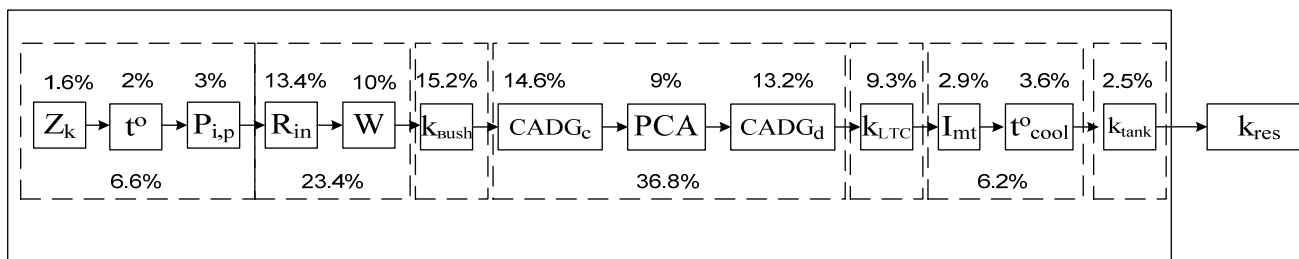 1.6% 2% 3% 13.4% 10% 15.2% 14.6% 9% 13.2% 9.3% 2.9% 3.6% 2.5%
Zk tº Pi,p Rin W kBush CADGc PCA CADGd kLTC Imt tºcool ktank kres
6.6% 23.4% 36.8% 6.2%